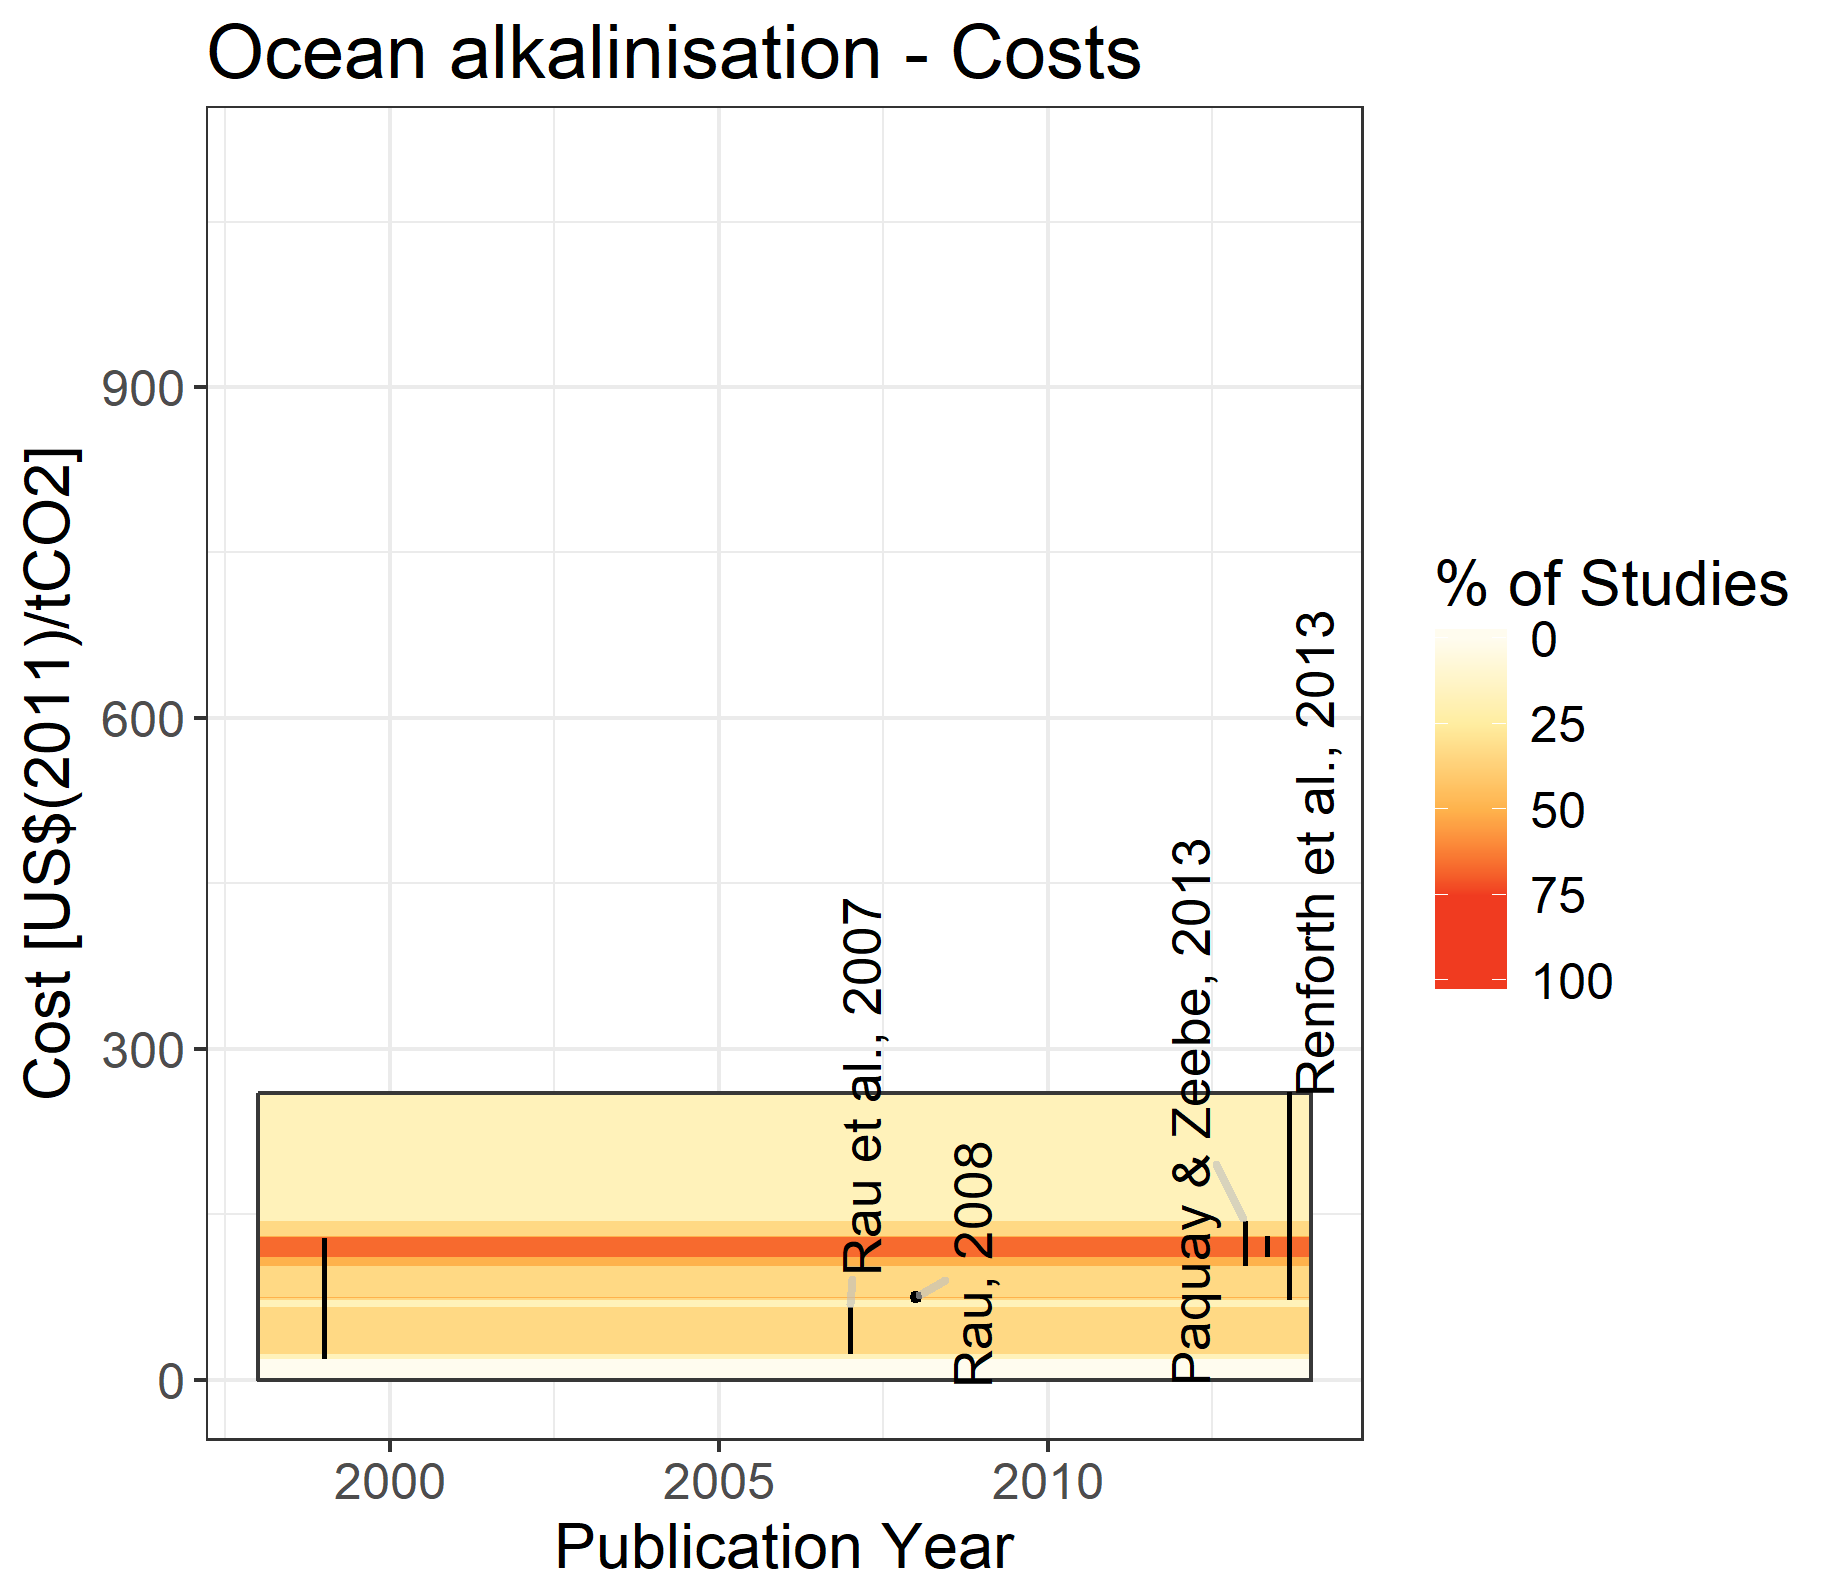 Ocean alkalinisation - Costs
Cost [US$(2011)/tCO2]
900
600
300
0
Rau et al., 2007
Rau, 2008
Paquay & Zeebe, 2013
Renforth et al., 2013
2000
2005
2010
Publication Year
% of Studies
0
25
50
75
100